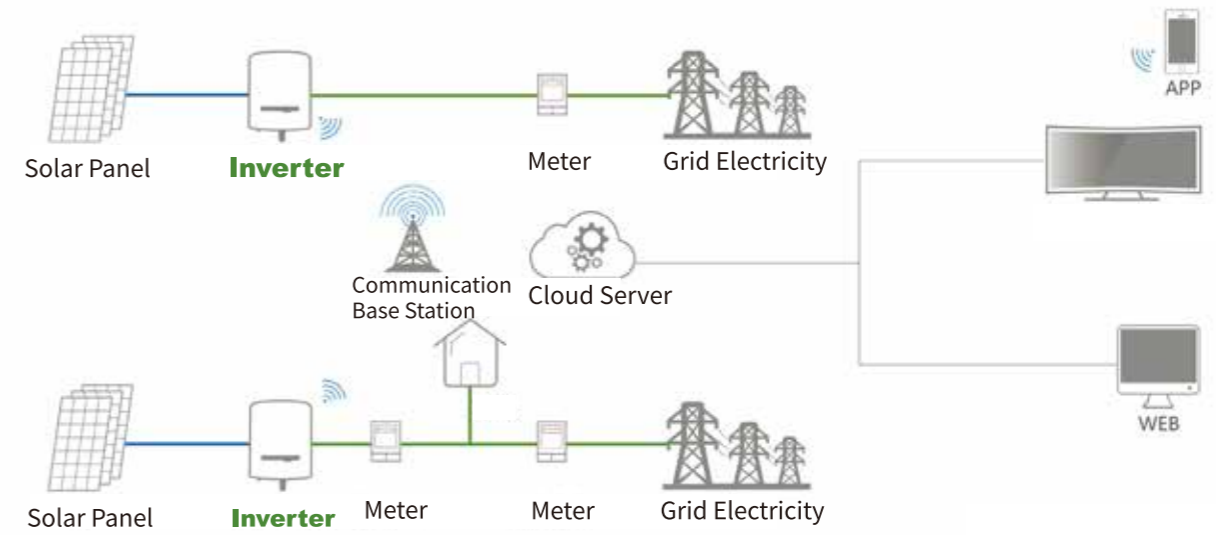 APP
Solar Panel
Inverter
Meter
Grid Electricity
Communication
Base Station
Cloud Server
WEB
Solar Panel
Inverter
Meter
Meter
Grid Electricity